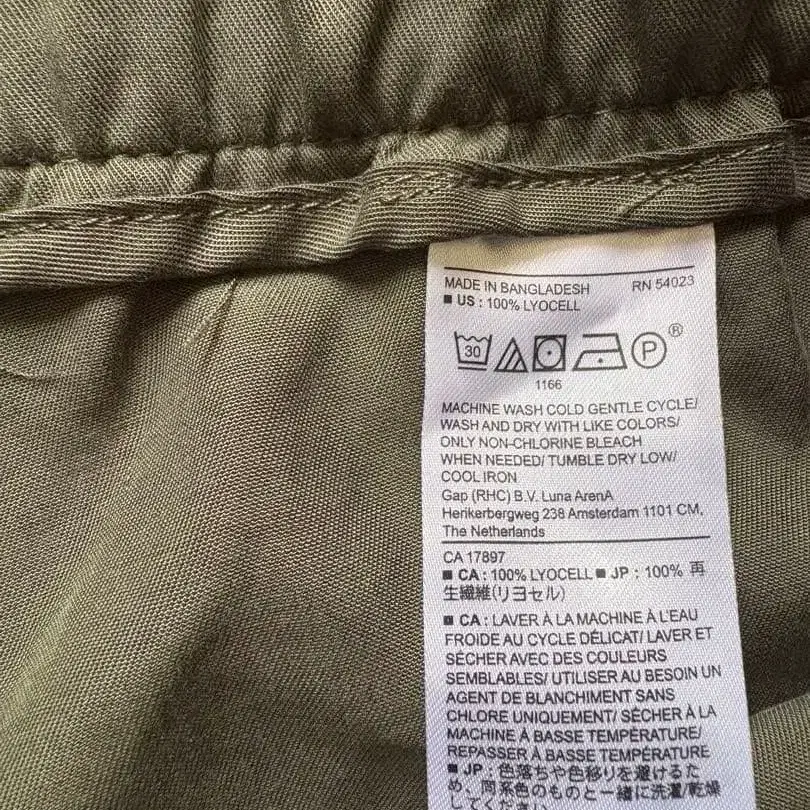 MADE IN BANGLADESH RN 54023
■ US : 100% LYOCELL
30 P ®
1166
MACHINE WASH COLD GENTLE CYCLE/
WASH AND DRY WITH LIKE COLORS/
ONLY NON-CHLORINE BLEACH
WHEN NEEDED/ TUMBLE DRY LOW/
COOL IRON
Gap (RHC) B.V. Luna ArenA
Herikerbergweg 238 Amsterdam 1101 CM,
The Netherlands
CA 17897
■ CA : 100% LYOCELL ■ JP : 100% 再
生繊維(リヨセル)
■ CA : LAVER À LA MACHINE À L'EAU
FROIDE AU CYCLE DÉLICAT/ LAVER ET
SÉCHER AVEC DES COULEURS
SEMBLABLES/ UTILISER AU BESOIN UN
AGENT DE BLANCHIMENT SANS
CHLORE UNIQUEMENT/ SÉCHER À LA
MACHINE À BASSE TEMPÉRATURE/
REPASSER À BASSE TEMPÉRATURE
■ JP : 色落ちや色移りを避けるた
め、同系色のものと一緒に洗濯/乾燥
してください